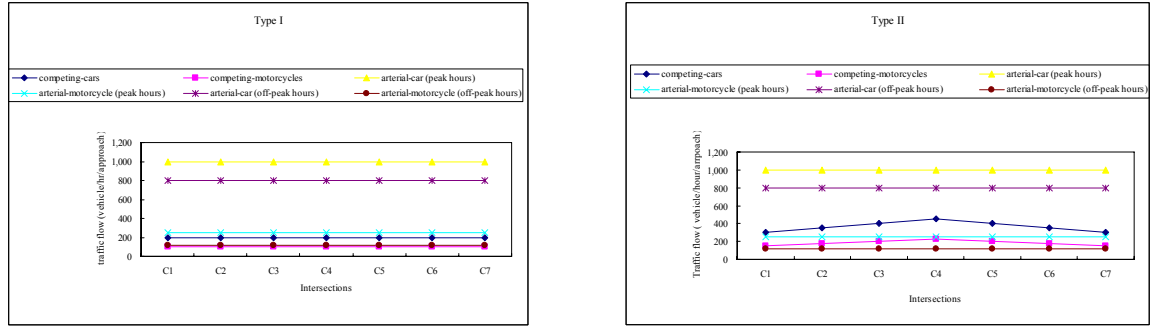 Type I
competing-cars competing-motorcycles arterial-car (peak hours)
arterial-motorcycle (peak hours) arterial-car (off-peak hours) arterial-motorcycle (off-peak hours)
traffic flow (vehicle/hr/approach)
1,200
1,000
800
600
400
200
0
C1 C2 C3 C4 C5 C6 C7
Intersections
Type II
competing-cars competing-motorcycles arterial-car (peak hours)
arterial-motorcycle (peak hours) arterial-car (off-peak hours) arterial-motorcycle (off-peak hours)
Traffic flow ( vehicle/hour/arrpoach)
1,200
1,000
800
600
400
200
0
C1 C2 C3 C4 C5 C6 C7
Intersections